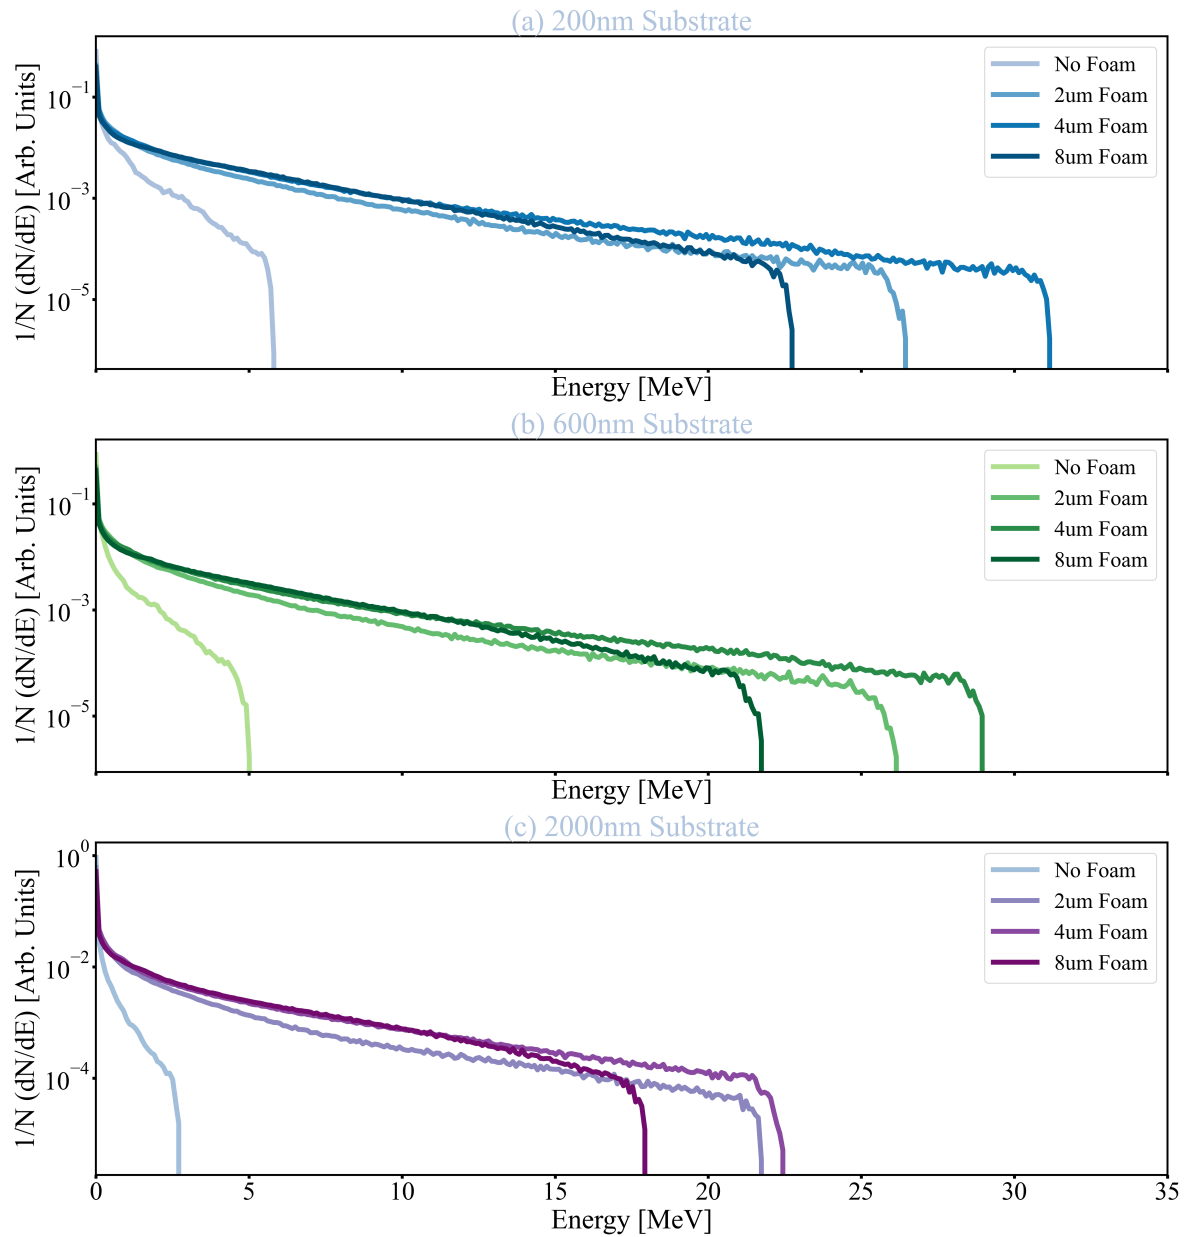 (a) 200nm Substrate
1/N (dN/dE) [Arb. Units]
10⁻¹
10⁻³
10⁻⁵
No Foam
2um Foam
4um Foam
8um Foam
Energy [MeV]
(b) 600nm Substrate
1/N (dN/dE) [Arb. Units]
10⁻¹
10⁻³
10⁻⁵
No Foam
2um Foam
4um Foam
8um Foam
Energy [MeV]
(c) 2000nm Substrate
1/N (dN/dE) [Arb. Units]
10⁰
10⁻²
10⁻⁴
No Foam
2um Foam
4um Foam
8um Foam
0 5 10 15 20 25 30 35
Energy [MeV]